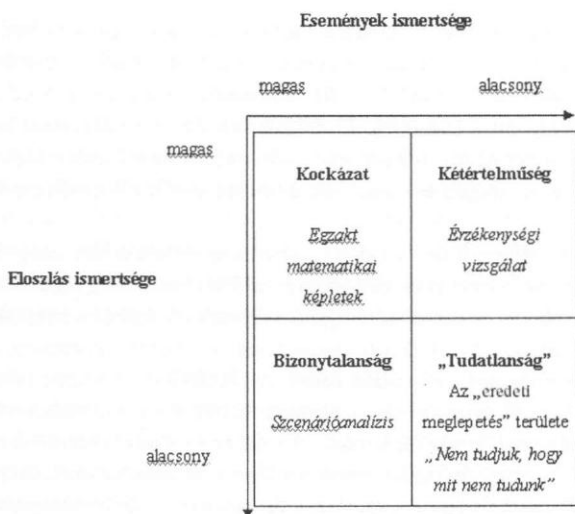 Események ismertsége
magas alacsony
magas
Kockázat
Egzakt
matematikai
képletek
Kétértelműség
Érzékenységi
vizsgálat
Eloszlás ismertsége
Bizonytalanság
Szcenárióanalízis
„Tudatlanság”
Az „eredeti
meglepetés” területe
„Nem tudjuk, hogy
mit nem tudunk”
alacsony